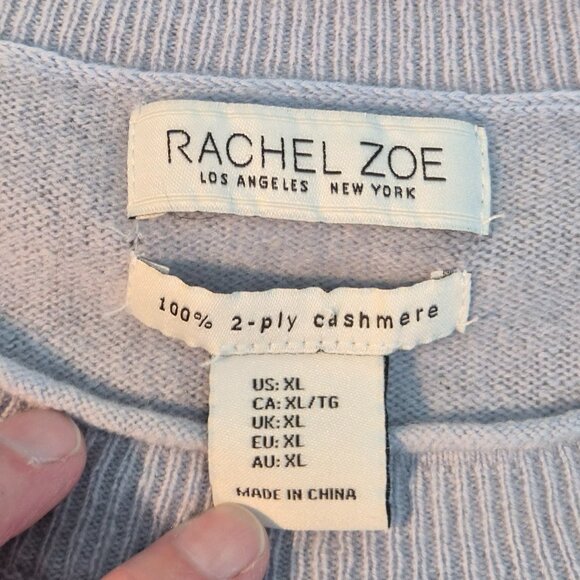 RACHEL ZOE
LOS ANGELES NEW YORK
100% 2-ply cashmere
US: XL
CA: XL/TG
UK: XL
EU: XL
AU: XL
MADE IN CHINA